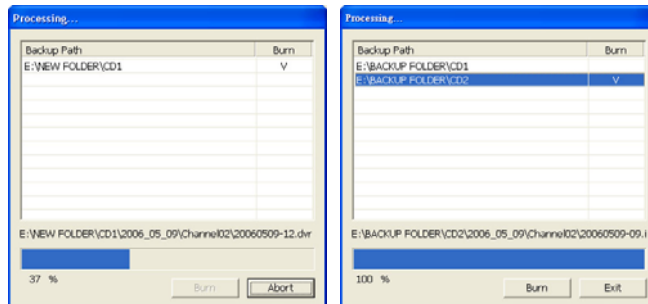 Processing...
Backup Path Burn
E:\NEW FOLDER\CD1 V
E:\NEW FOLDER\CD1\2006_05_09\Channel02\20060509-12.dvr
37 %
Burn Abort
Processing...
Backup Path Burn
E:\BACKUP FOLDER\CD1
E:\BACKUP FOLDER\CD2 V
E:\BACKUP FOLDER\CD2\2006_05_09\Channel02\20060509-09.i
100 %
Burn Exit